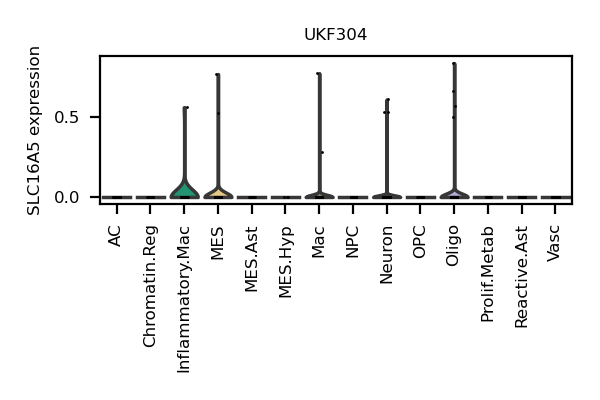 UKF304
SLC16A5 expression
0.5
0.0
AC
Chromatin.Reg
Inflammatory.Mac
MES
MES.Ast
MES.Hyp
Mac
NPC
Neuron
OPC
Oligo
Prolif.Metab
Reactive.Ast
Vasc